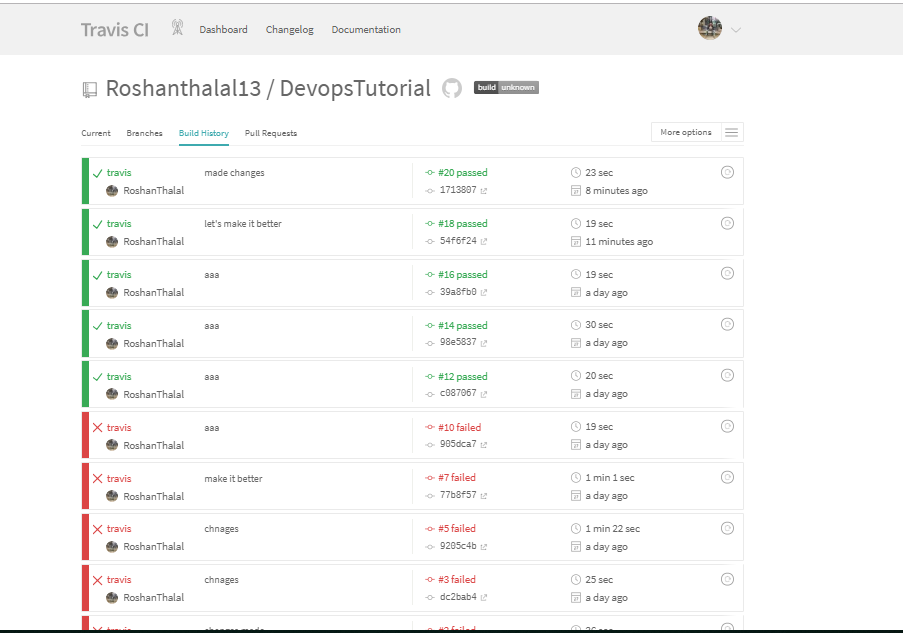 Travis CI Dashboard Changelog Documentation
Roshanthalal13 / DevopsTutorial build unknown
Current Branches Build History Pull Requests More options
travis made changes #20 passed 23 sec
RoshanThalal 1713807 8 minutes ago
travis let's make it better #18 passed 19 sec
RoshanThalal 54f6f24 11 minutes ago
travis aaa #16 passed 19 sec
RoshanThalal 39a8fb0 a day ago
travis aaa #14 passed 30 sec
RoshanThalal 98e5837 a day ago
travis aaa #12 passed 20 sec
RoshanThalal c087067 a day ago
travis aaa #10 failed 19 sec
RoshanThalal 905dca7 a day ago
travis make it better #7 failed 1 min 1 sec
RoshanThalal 77b8f57 a day ago
travis chnages #5 failed 1 min 22 sec
RoshanThalal 9205c4b a day ago
travis chnages #3 failed 25 sec
RoshanThalal dc2bab4 a day ago